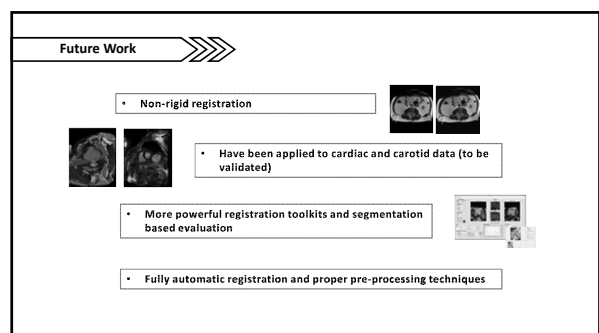 Future Work
• Non-rigid registration
• Have been applied to cardiac and carotid data (to be
validated)
• More powerful registration toolkits and segmentation
based evaluation
• Fully automatic registration and proper pre-processing techniques